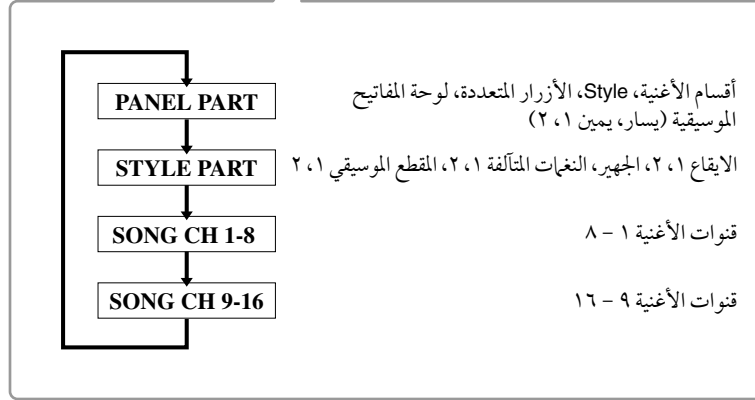 PANEL PART
أقسام الأغنية، Style، الأزرار المتعددة، لوحة المفاتيح
الموسيقية (يسار، يمين ١، ٢)
STYLE PART
الايقاع ١، ٢، الجهير، النغمات المتآلفة ١، ٢، المقطع الموسيقي ١، ٢
SONG CH 1-8
قنوات الأغنية ١ – ٨
SONG CH 9-16
قنوات الأغنية ٩ – ١٦